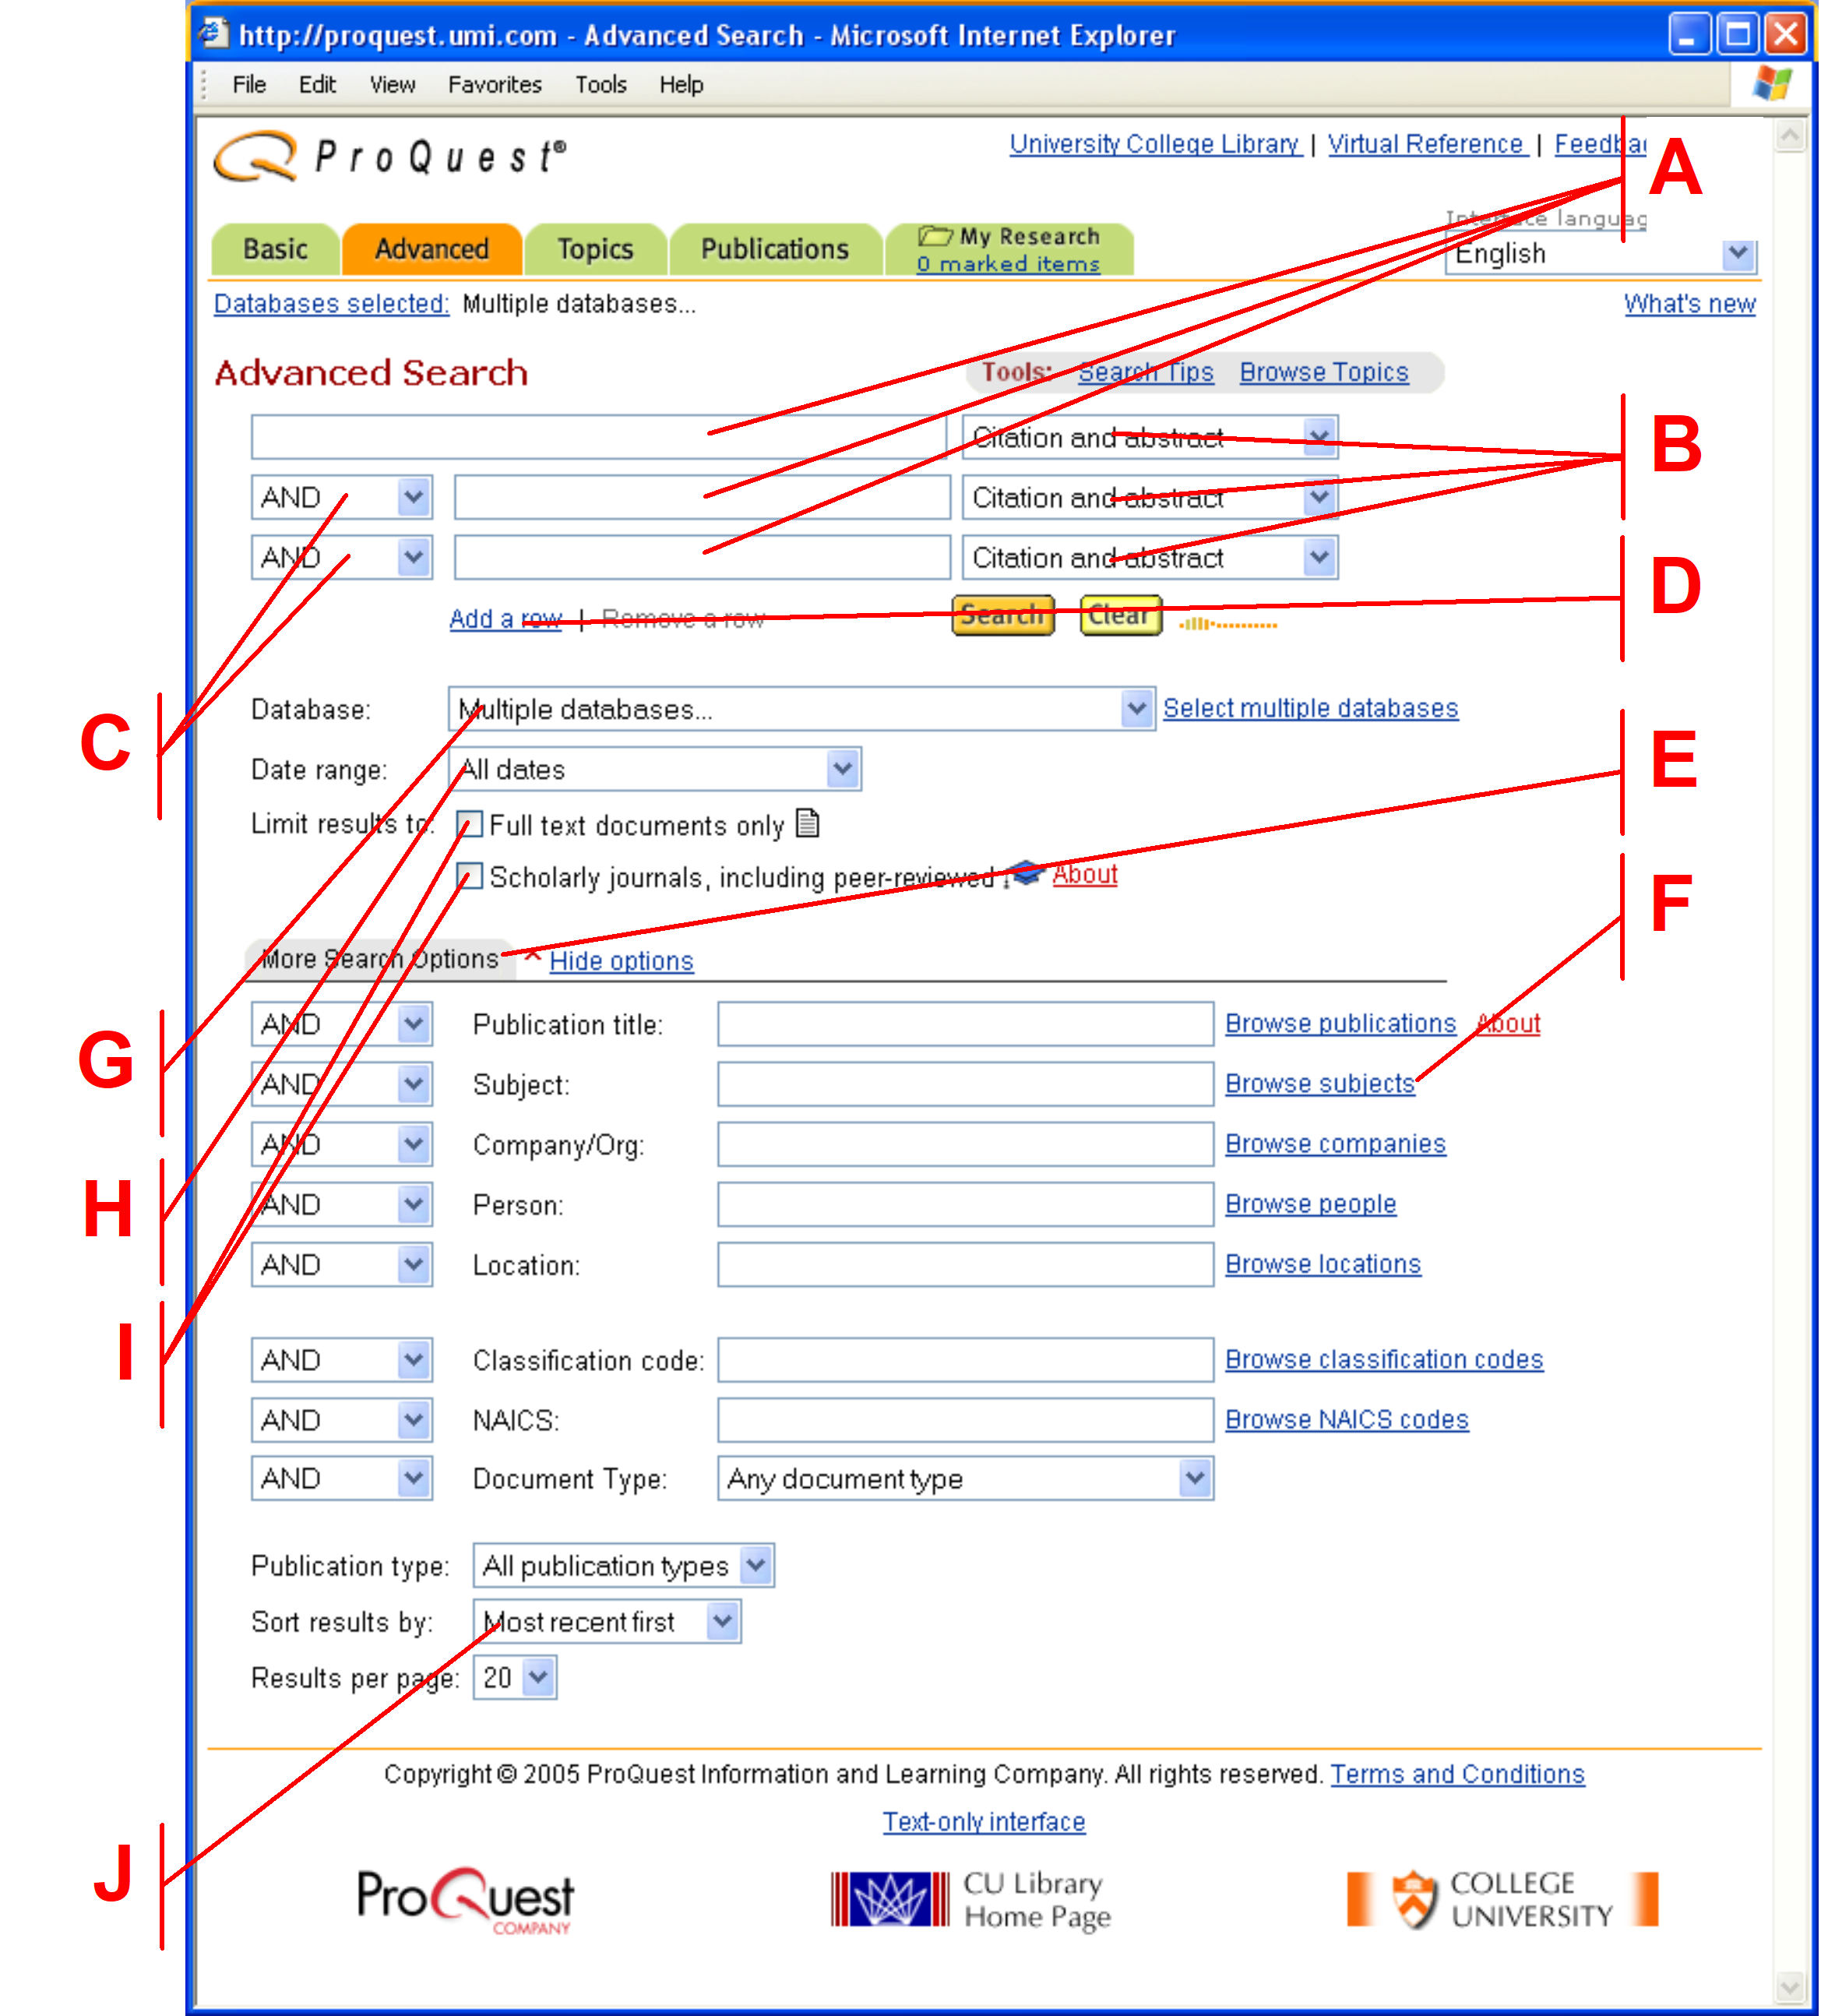 http://proquest.umi.com - Advanced Search - Microsoft Internet Explorer
File Edit View Favorites Tools Help
ProQuest®
University College Library | Virtual Reference |
A
Basic Advanced Topics Publications My Research
0 marked items
Interface
English
Databases selected: Multiple databases...
What's new
Advanced Search
Tools: Search Tips Browse Topics
Citation and abstract
B
AND Citation and abstract
AND Citation and abstract
D
Add a row | Remove a row Search Clear
C
Database: Multiple databases... Select multiple databases
E
Date range: All dates
Limit results to: Full text documents only
Scholarly journals, including peer-reviewed About
F
More Search Options ^ Hide options
AND Publication title: Browse publications About
G
AND Subject: Browse subjects
AND Company/Org: Browse companies
H
AND Person: Browse people
AND Location: Browse locations
I
AND Classification code: Browse classification codes
AND NAICS: Browse NAICS codes
AND Document Type: Any document type
Publication type: All publication types
Sort results by: Most recent first
Results per page: 20
Copyright © 2005 ProQuest Information and Learning Company. All rights reserved. Terms and Conditions
Text-only interface
J
ProQuest
COMPANY
CU Library
Home Page
COLLEGE
UNIVERSITY